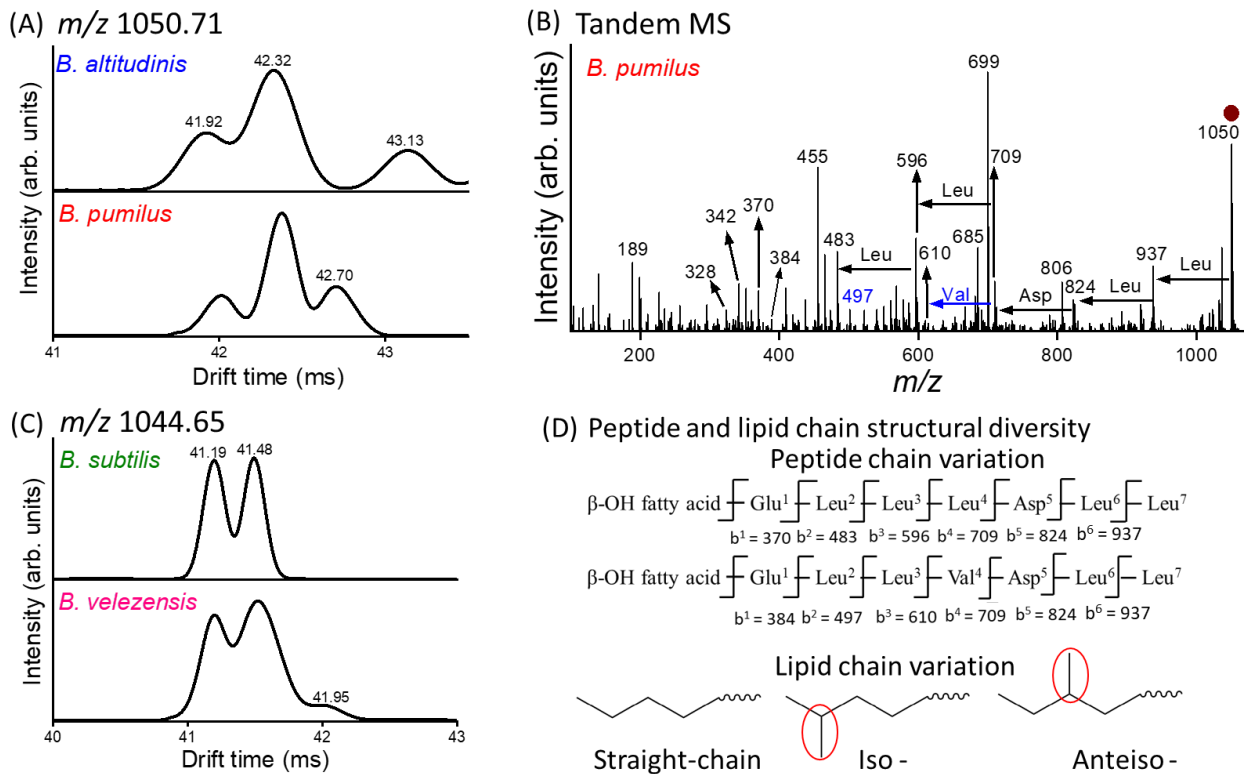 (A) m/z 1050.71
B. altitudinis
42.32
41.92
43.13
B. pumilus
42.70
Intensity (arb. units)
41 42 43
Drift time (ms)
(B) Tandem MS
B. pumilus
699
1050
455
596
709
Leu
370
342
384
483
Leu
610
685
937
189
328
497
Val
Asp
806
824
Leu
Leu
Intensity (arb. units)
200 400 600 800 1000
m/z
(C) m/z 1044.65
B. subtilis
41.19 41.48
B. velezensis
41.95
Intensity (arb. units)
40 41 42 43
Drift time (ms)
(D) Peptide and lipid chain structural diversity
Peptide chain variation
β-OH fatty acid Glu1 Leu2 Leu3 Leu4 Asp5 Leu6 Leu7
b1 = 370 b2 = 483 b3 = 596 b4 = 709 b5 = 824 b6 = 937
β-OH fatty acid Glu1 Leu2 Leu3 Val4 Asp5 Leu6 Leu7
b1 = 384 b2 = 497 b3 = 610 b4 = 709 b5 = 824 b6 = 937
Lipid chain variation
Straight-chain Iso - Anteiso -